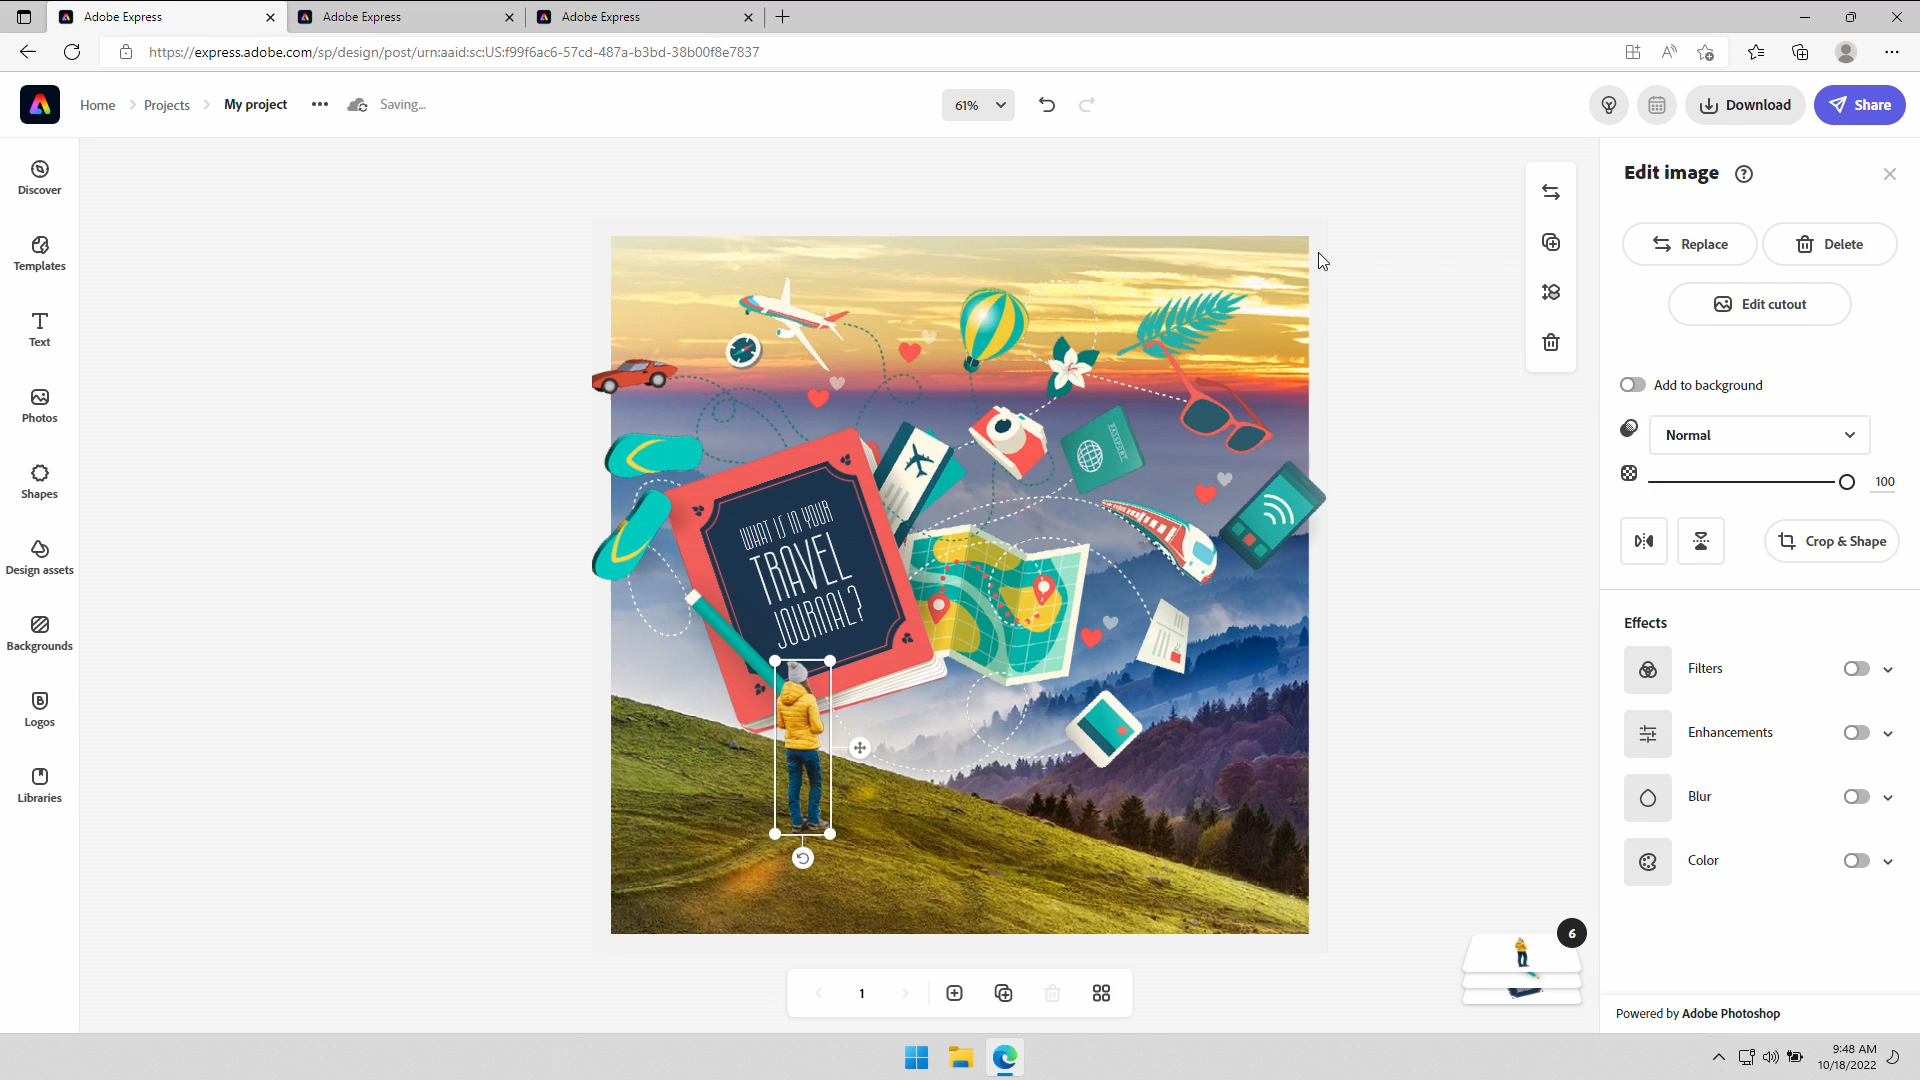 Adobe Express
Adobe Express
Adobe Express
https://express.adobe.com/sp/design/post/urn:aaid:sc:US:f99f6ac6-57cd-487a-b3bd-38b00f8e7837
Home
Projects
My project
Saving...
61%
Download
Share
Discover
Templates
Text
Photos
Shapes
Design assets
Backgrounds
Logos
Libraries
WHAT IS IN YOUR
TRAVEL
JOURNAL?
PASSPORT
1
6
Edit image
Replace
Delete
Edit cutout
Add to background
Normal
100
Crop & Shape
Effects
Filters
Enhancements
Blur
Color
Powered by Adobe Photoshop
9:48 AM
10/18/2022